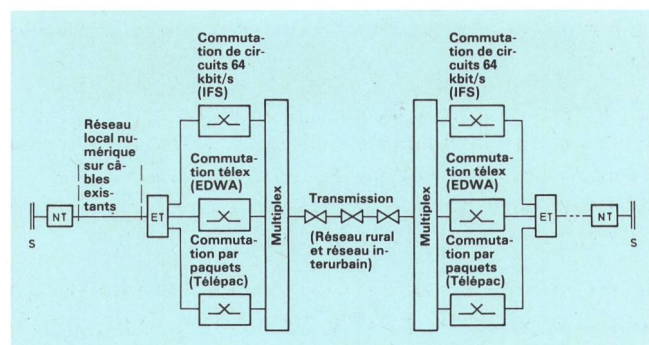 Commuta-
tion de cir-
cuits 64
kbit/s
(IFS)
Réseau
local nu-
mérique
sur câ-
bles
exis-
tants
S
NT
ET
Commuta-
tion télex
(EDWA)
Commuta-
tion par
paquets
(Télépac)
Multiplex
Transmission
(Réseau rural
et réseau in-
terurbain)
Multiplex
Commuta-
tion de cir-
cuits 64
kbit/s
(IFS)
Commuta-
tion télex
(EDWA)
Commuta-
tion par
paquets
(Télépac)
ET
NT
S